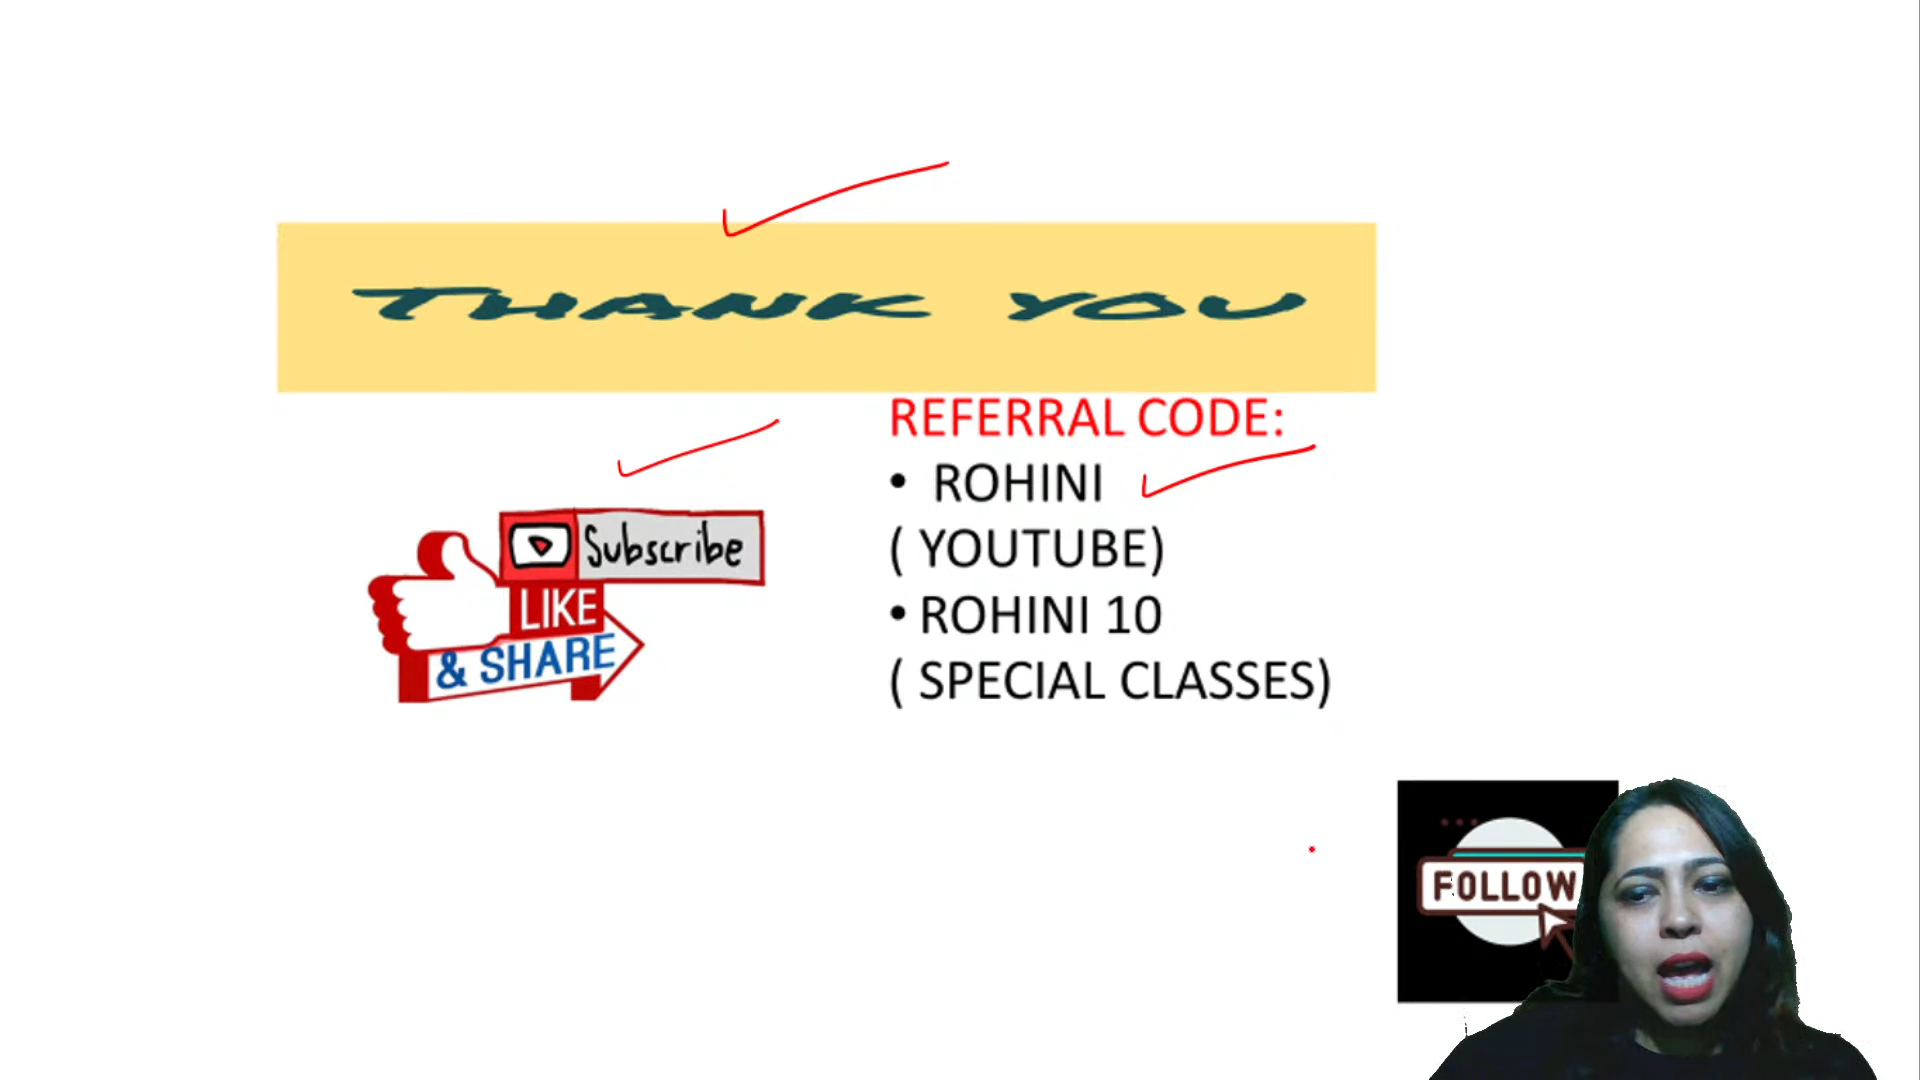 THANK YOU
REFERRAL CODE:
• ROHINI
( YOUTUBE)
• ROHINI 10
( SPECIAL CLASSES)
Subscribe
LIKE
& SHARE
FOLLOW